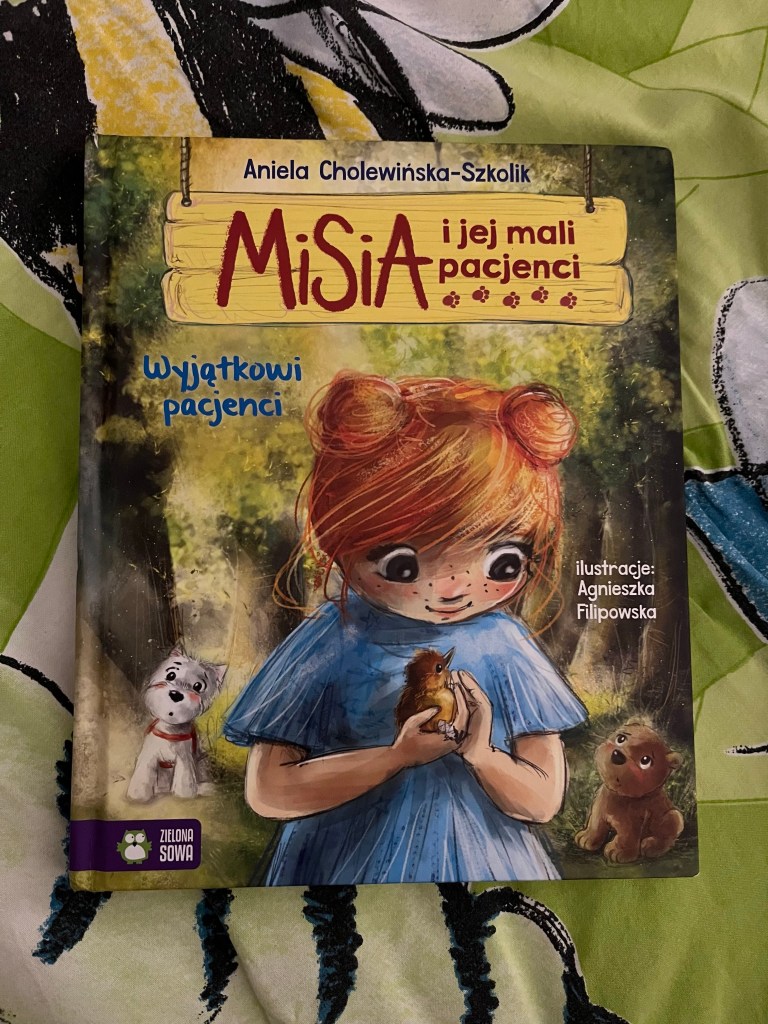 Aniela Cholewińska-Szkolik
MiSiA
i jej mali
pacjenci
Wyjątkowi
pacjenci
ilustracje:
Agnieszka
Filipowska
ZIELONA
SOWA